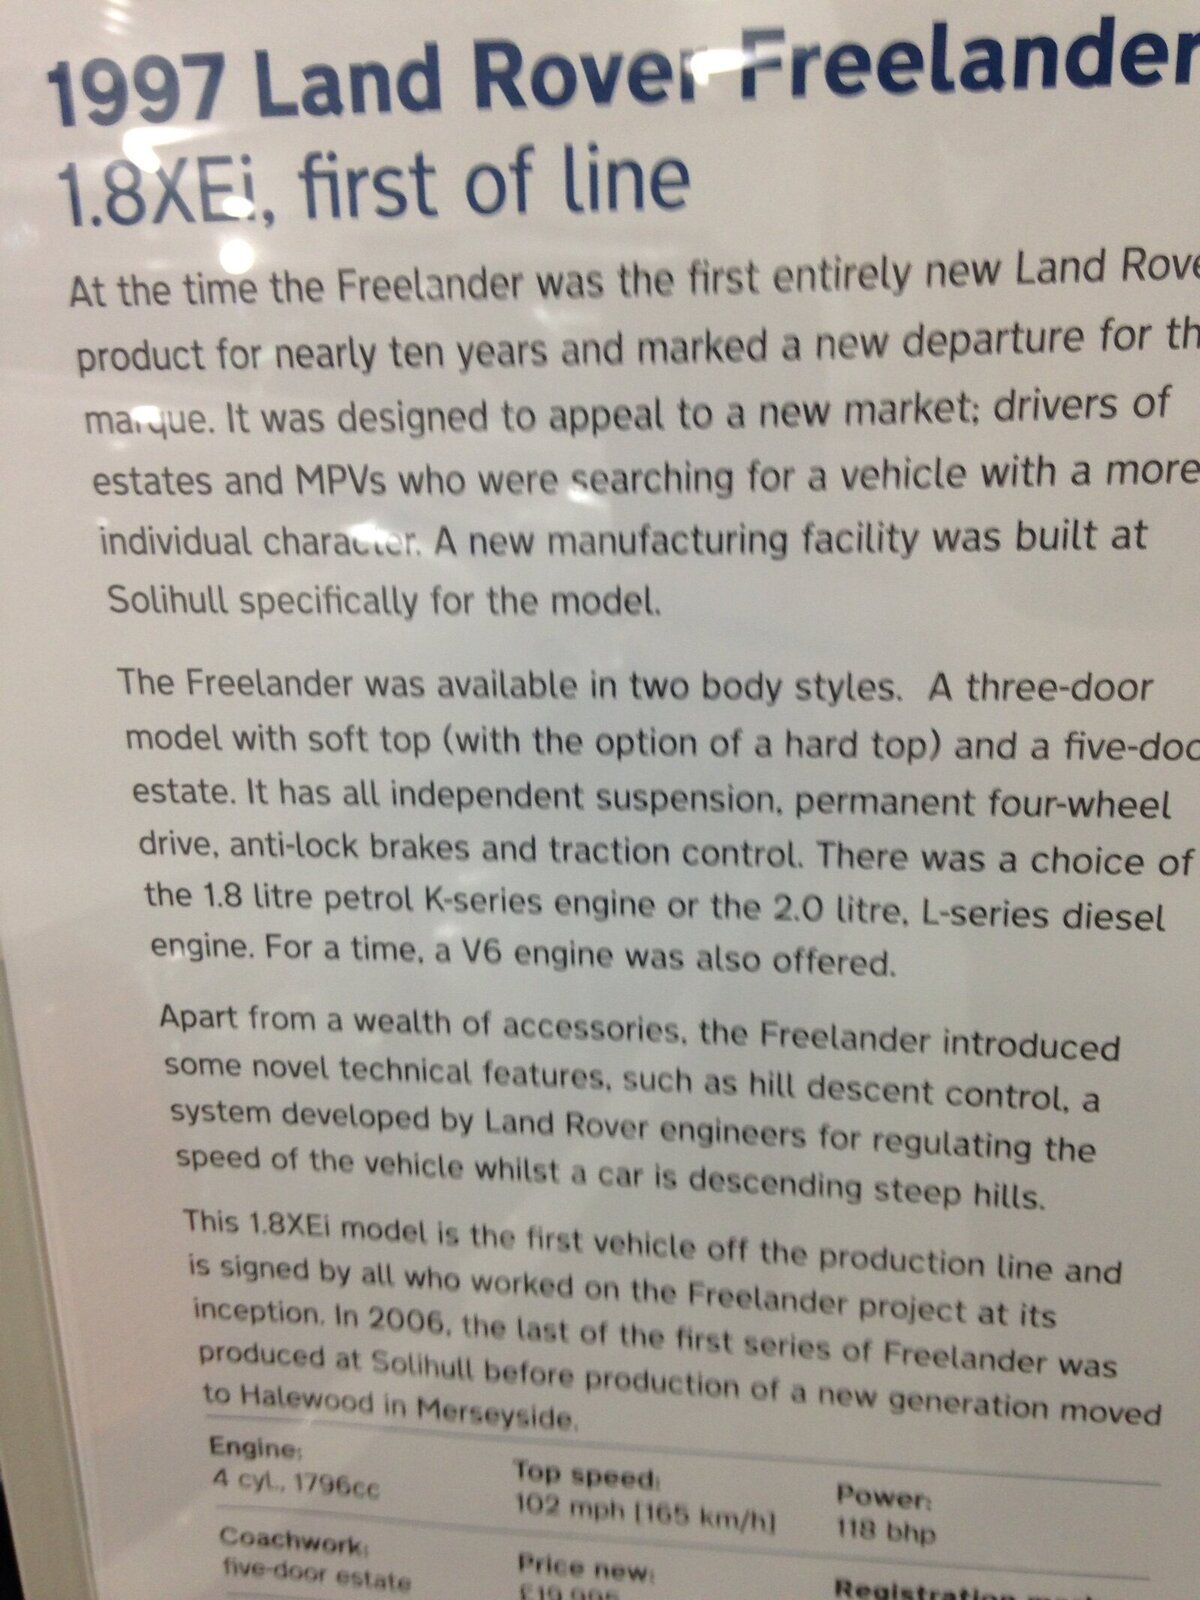 1997 Land Rover Freelander
1.8XEi, first of line
At the time the Freelander was the first entirely new Land Rove
product for nearly ten years and marked a new departure for th
marque. It was designed to appeal to a new market; drivers of
estates and MPVs who were searching for a vehicle with a more
individual character. A new manufacturing facility was built at
Solihull specifically for the model.
The Freelander was available in two body styles. A three-door
model with soft top (with the option of a hard top) and a five-doo
estate. It has all independent suspension, permanent four-wheel
drive, anti-lock brakes and traction control. There was a choice of
the 1.8 litre petrol K-series engine or the 2.0 litre, L-series diesel
engine. For a time, a V6 engine was also offered.
Apart from a wealth of accessories, the Freelander introduced
some novel technical features, such as hill descent control, a
system developed by Land Rover engineers for regulating the
speed of the vehicle whilst a car is descending steep hills.
This 1.8XEi model is the first vehicle off the production line and
is signed by all who worked on the Freelander project at its
inception. In 2006, the last of the first series of Freelander was
produced at Solihull before production of a new generation moved
to Halewood in Merseyside.
Engine: Top speed: Power:
4 cyl., 1796cc 102 mph [165 km/h] 118 bhp
Coachwork: Price new: Registration
five-door estate